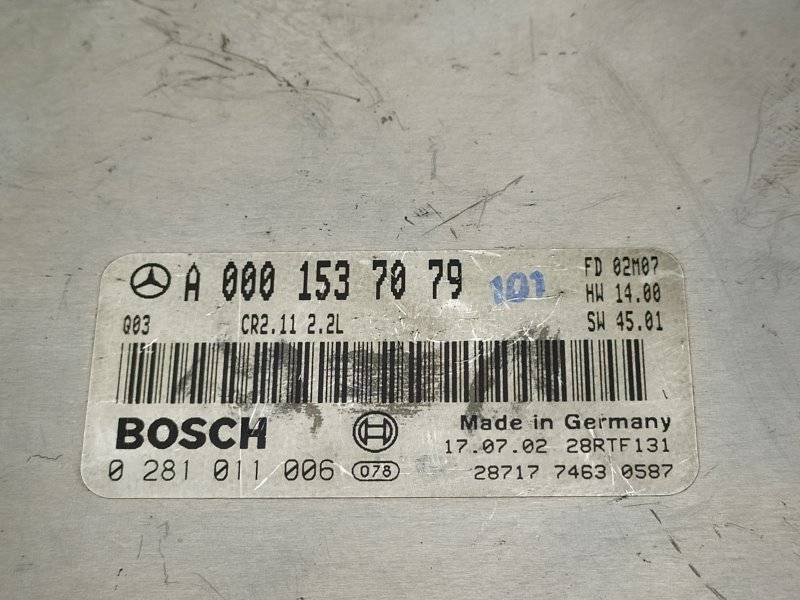 A 000 153 70 79 101 FD 02M07
HW 14.00
Q03 CR2.11 2.2L SW 45.01
BOSCH Made in Germany
17.07.02 28RTF131
0 281 011 006 078 28717 7463 0587